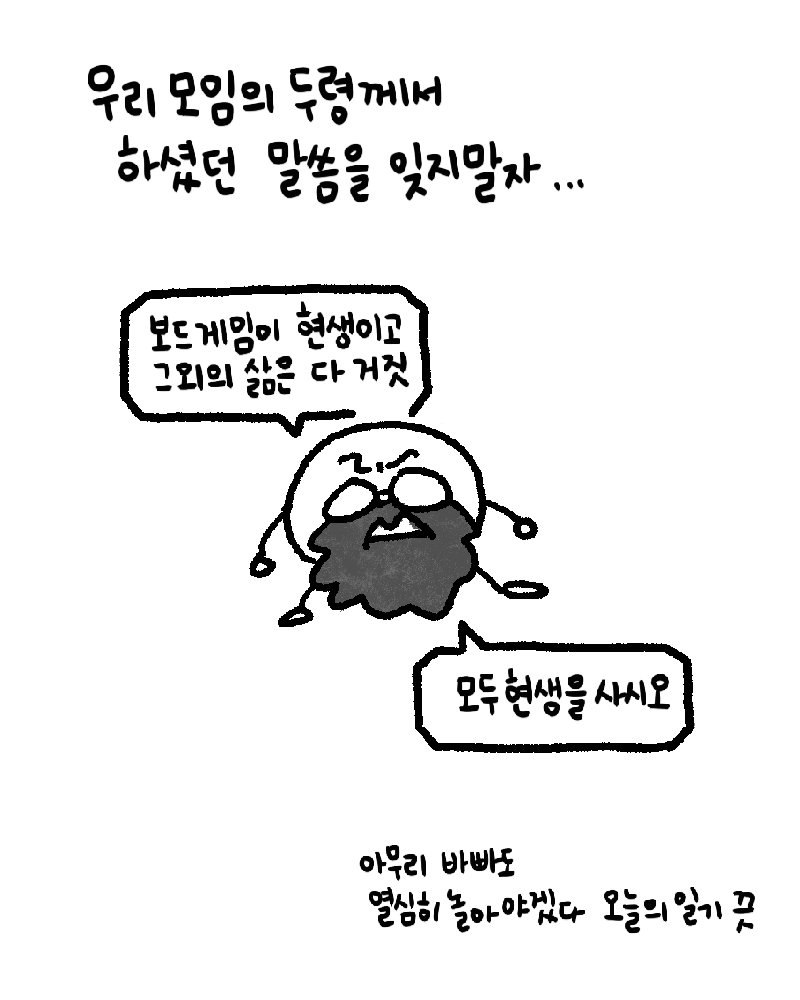 우리 모임의 두령께서
하셨던 말씀을 잊지말자...
보드게임이 현생이고
그외의 삶은 다 거짓
모두 현생을 사시오
아무리 바빠도
열심히 놀아야겠다 오늘의 일기 끗